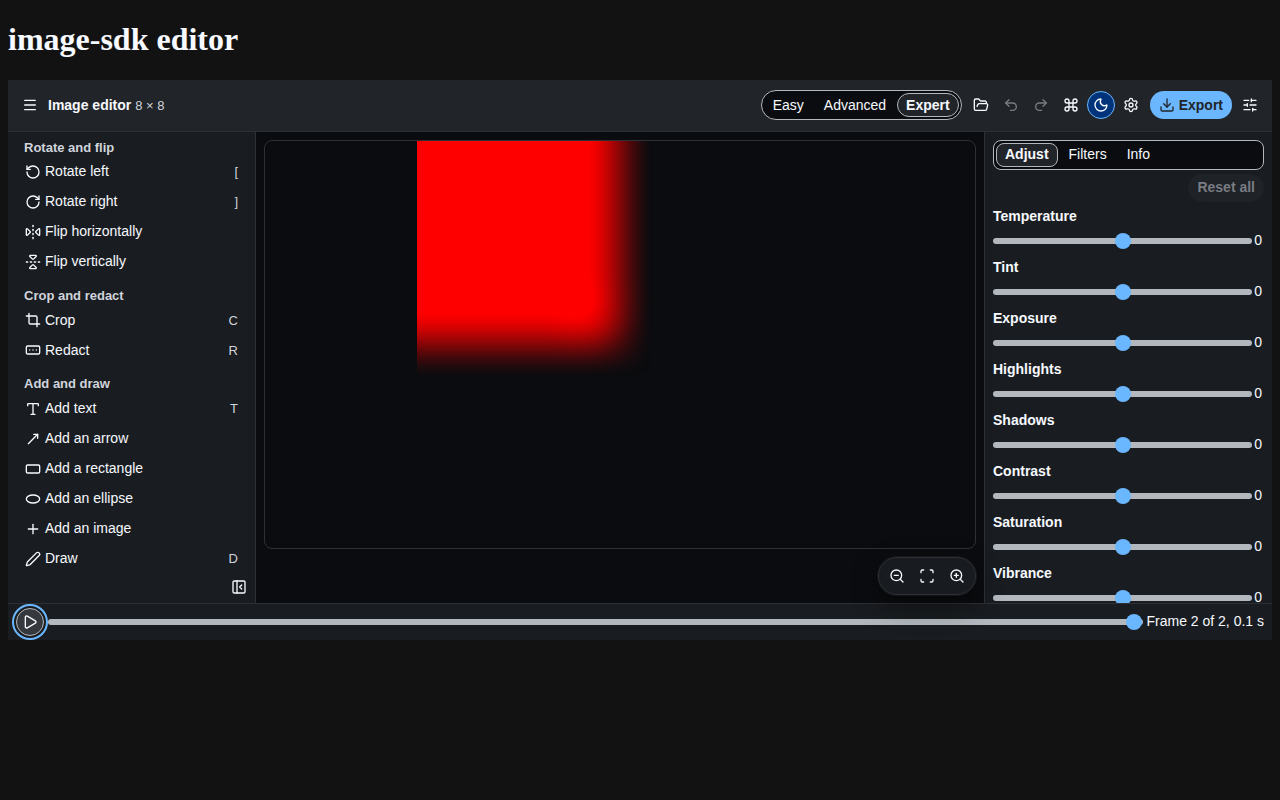 image-sdk editor
Image editor 8 × 8
Easy Advanced Expert
Export
Rotate and flip
Rotate left [
Rotate right ]
Flip horizontally
Flip vertically
Crop and redact
Crop C
Redact R
Add and draw
Add text T
Add an arrow
Add a rectangle
Add an ellipse
Add an image
Draw D
Adjust Filters Info
Reset all
Temperature
0
Tint
0
Exposure
0
Highlights
0
Shadows
0
Contrast
0
Saturation
0
Vibrance
0
Frame 2 of 2, 0.1 s